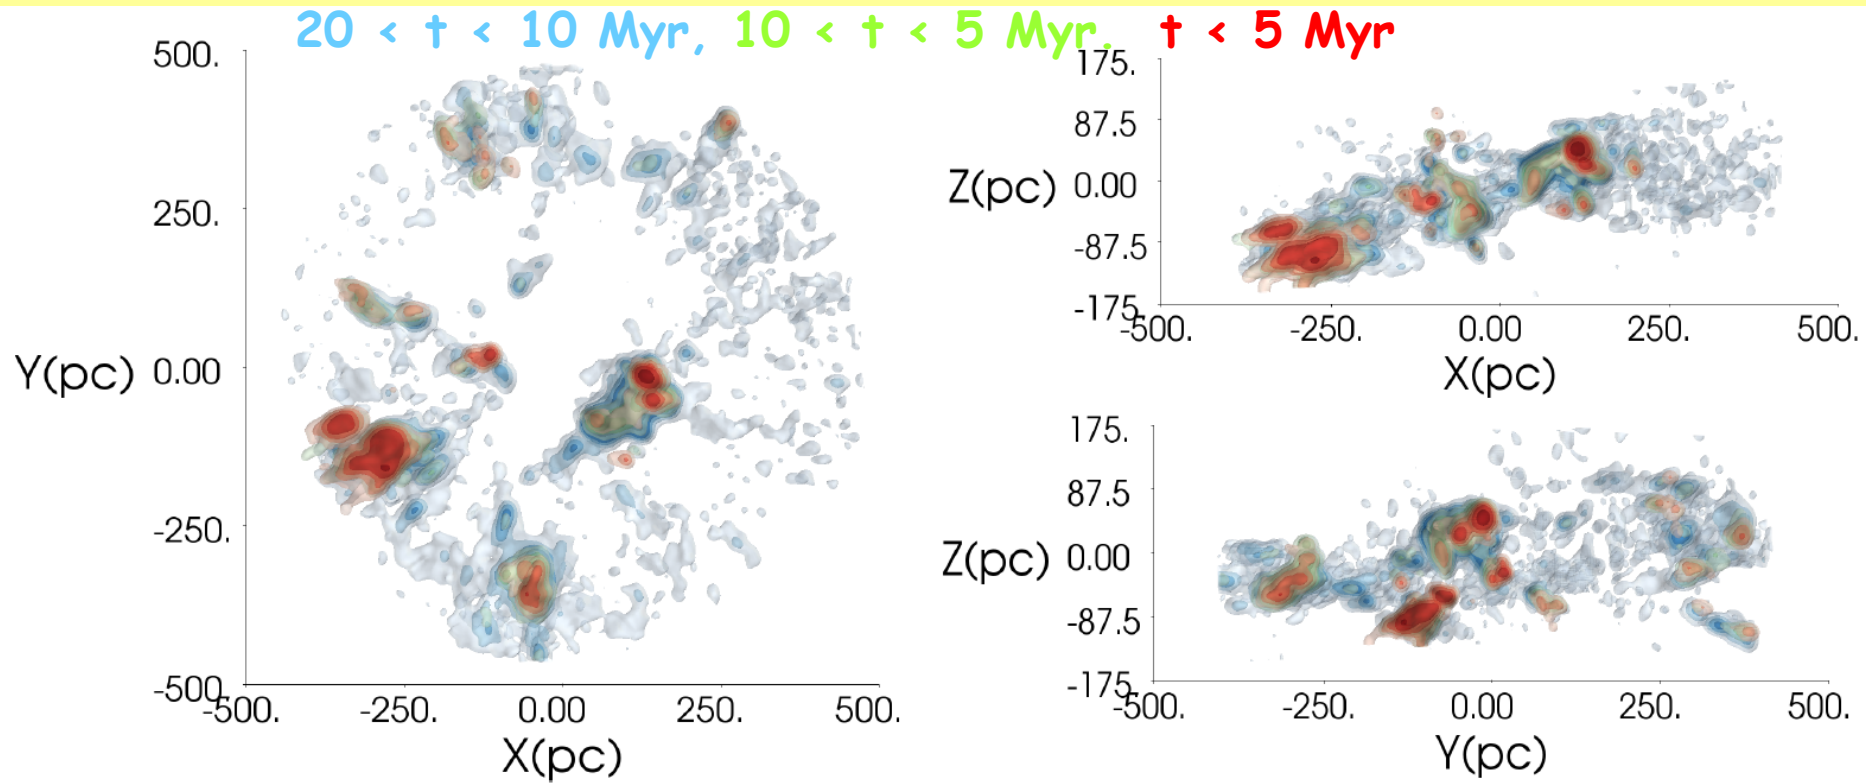 20 < t < 10 Myr, 10 < t < 5 Myr. t < 5 Myr
500.
250.
Y(pc) 0.00
-250.
-500.
-500. -250. 0.00 250. 500.
X(pc)
175.
87.5
Z(pc) 0.00
-87.5
-175.
-500. -250. 0.00 250. 500.
X(pc)
175.
87.5
Z(pc) 0.00
-87.5
-175.
-500. -250. 0.00 250. 500.
Y(pc)